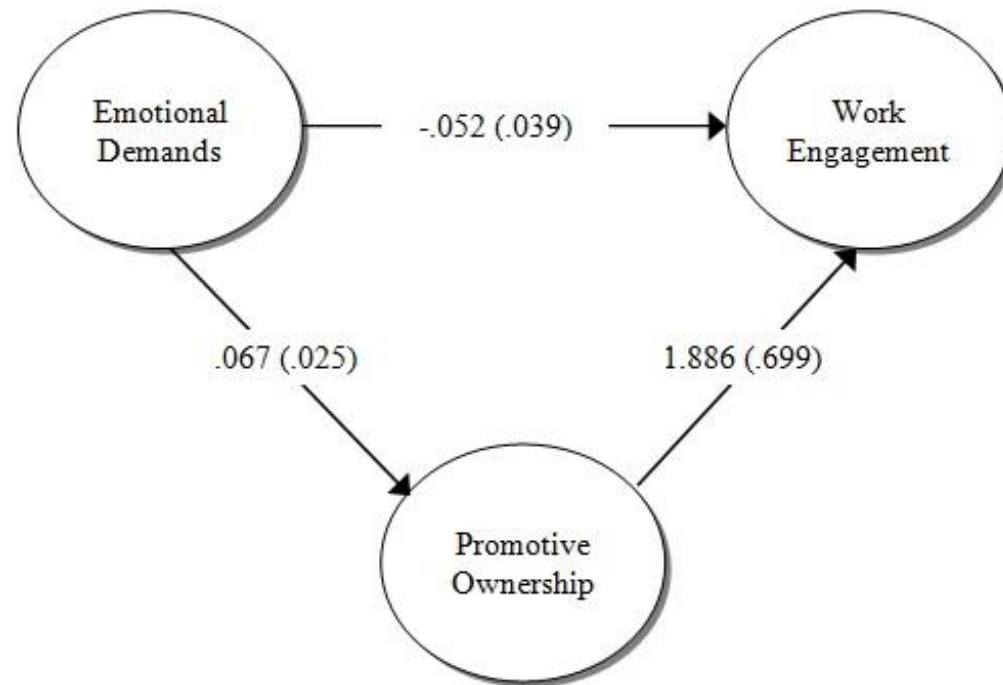 Emotional
Demands
-.052 (.039)
Work
Engagement
.067 (.025)
1.886 (.699)
Promotive
Ownership